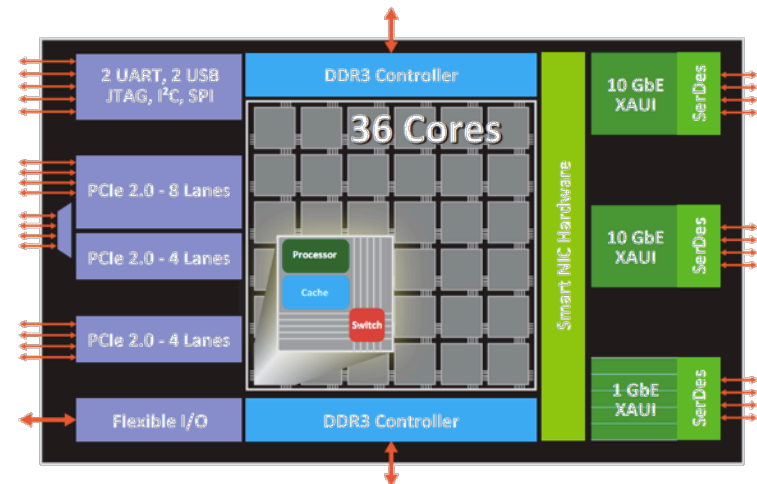 2 UART, 2 USB
JTAG, I²C, SPI
DDR3 Controller
10 GbE
XAUI
SerDes
36 Cores
PCIe 2.0 - 8 Lanes
PCIe 2.0 - 4 Lanes
Processor
Cache
Switch
Smart NIC Hardware
10 GbE
XAUI
SerDes
PCIe 2.0 - 4 Lanes
1 GbE
XAUI
SerDes
Flexible I/O
DDR3 Controller